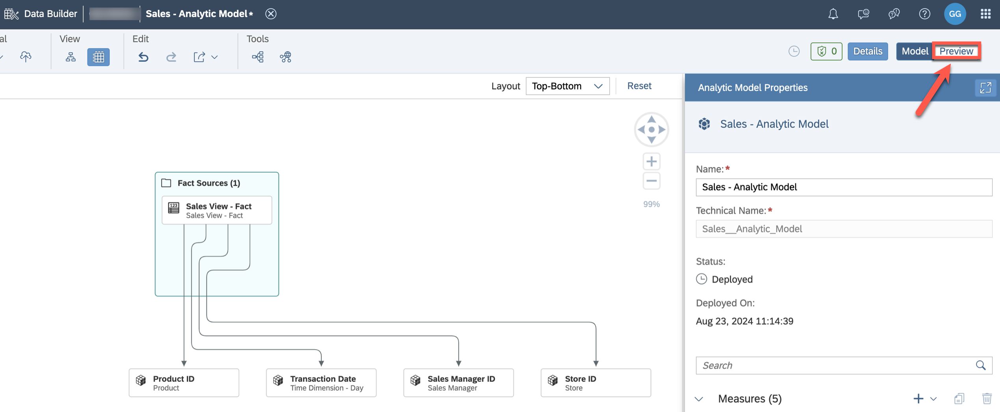 Data Builder
Sales - Analytic Model*
GG
al
View
Edit
Tools
0
Details
Model
Preview
Layout
Top-Bottom
Reset
99%
Fact Sources (1)
123
Sales View - Fact
Sales View - Fact
Product ID
Product
Transaction Date
Time Dimension - Day
Sales Manager ID
Sales Manager
Store ID
Store
Analytic Model Properties
Sales - Analytic Model
Name:*
Sales - Analytic Model
Technical Name:*
Sales__Analytic_Model
Status:
Deployed
Deployed On:
Aug 23, 2024 11:14:39
Search
Measures (5)